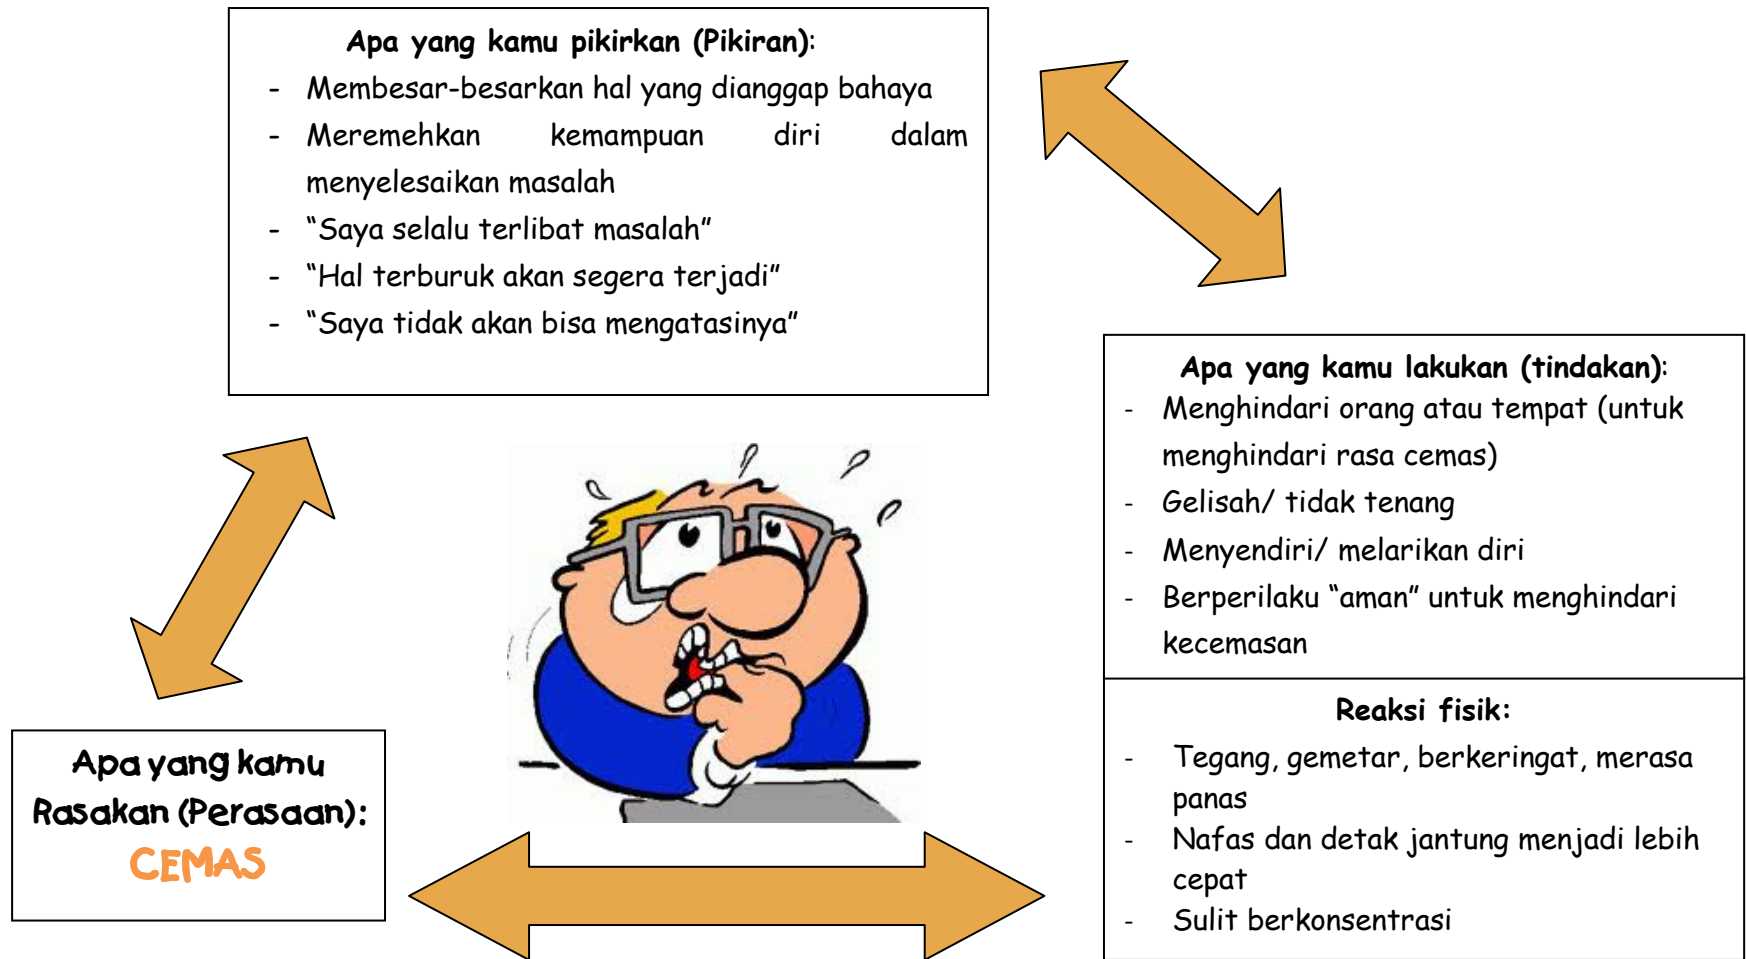 Apa yang kamu pikirkan (Pikiran):
- Membesar-besarkan hal yang dianggap bahaya
- Meremehkan kemampuan diri dalam
menyelesaikan masalah
- “Saya selalu terlibat masalah”
- “Hal terburuk akan segera terjadi”
- “Saya tidak akan bisa mengatasinya”
Apa yang kamu lakukan (tindakan):
- Menghindari orang atau tempat (untuk
menghindari rasa cemas)
- Gelisah/ tidak tenang
- Menyendiri/ melarikan diri
- Berperilaku “aman” untuk menghindari
kecemasan
Reaksi fisik:
- Tegang, gemetar, berkeringat, merasa
panas
- Nafas dan detak jantung menjadi lebih
cepat
- Sulit berkonsentrasi
Apa yang kamu
Rasakan (Perasaan):
CEMAS